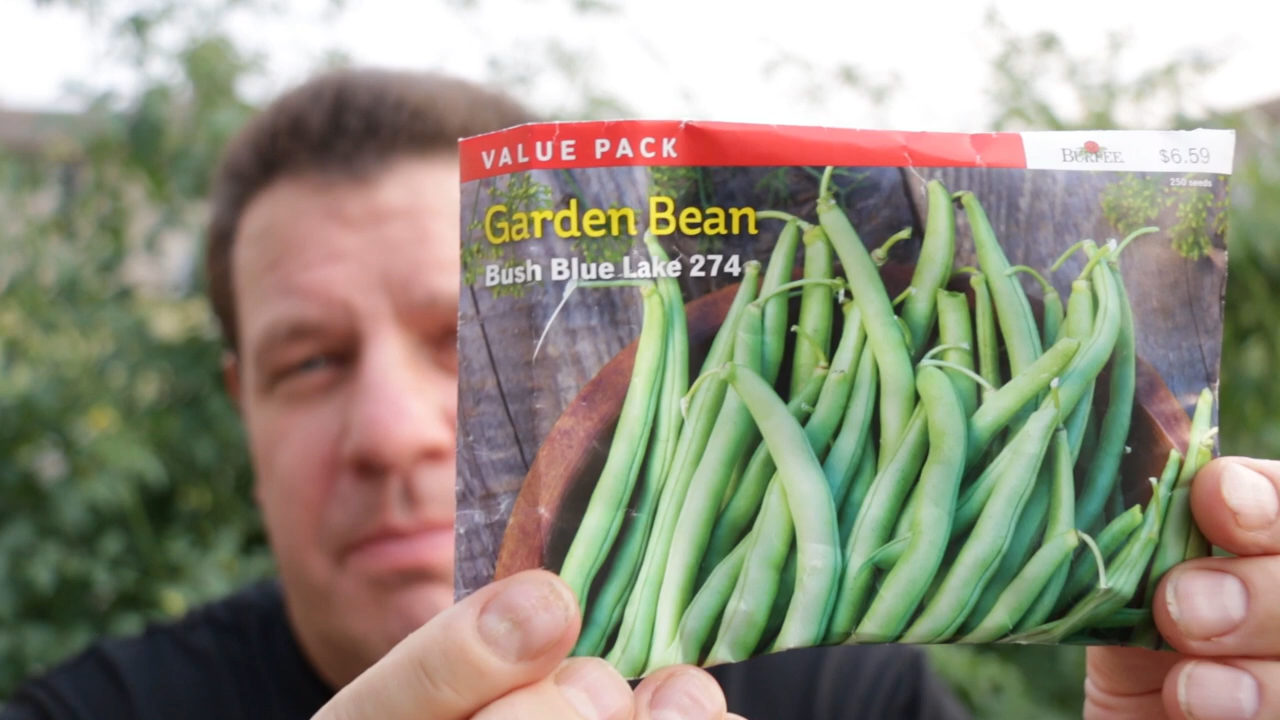 VALUE PACK
BURPEE $6.59
250 seeds
Garden Bean
Bush Blue Lake 274